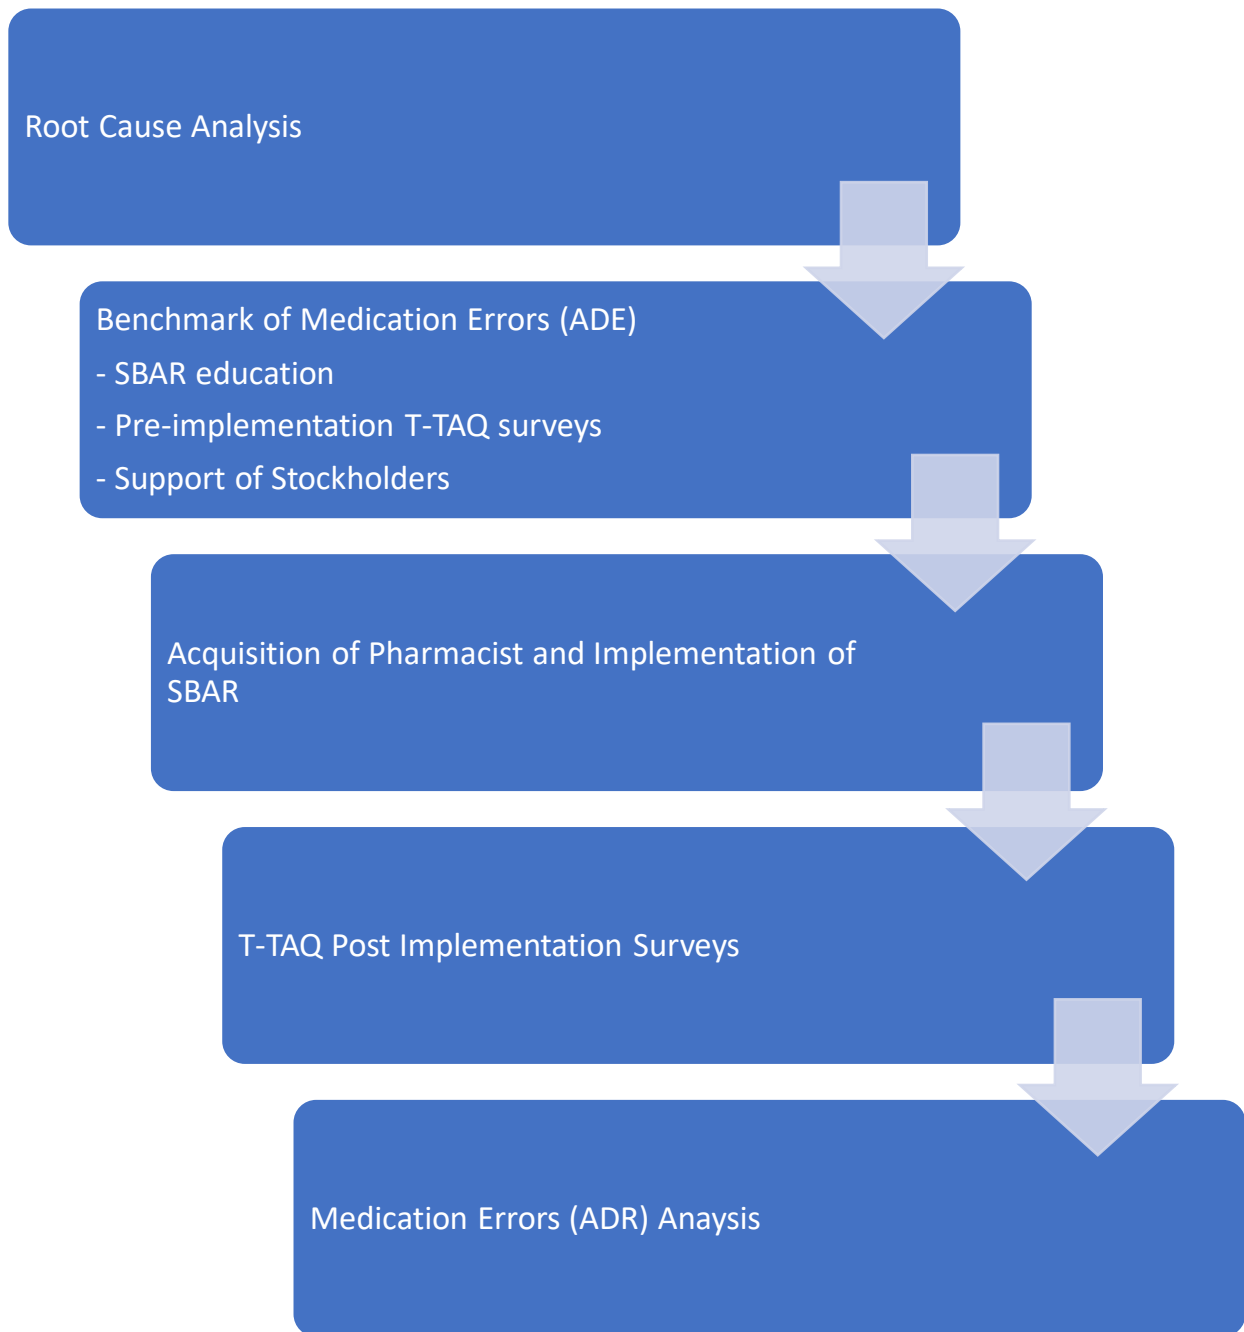 Root Cause Analysis
Benchmark of Medication Errors (ADE)
- SBAR education
- Pre-implementation T-TAQ surveys
- Support of Stockholders
Acquisition of Pharmacist and Implementation of
SBAR
T-TAQ Post Implementation Surveys
Medication Errors (ADR) Anaysis